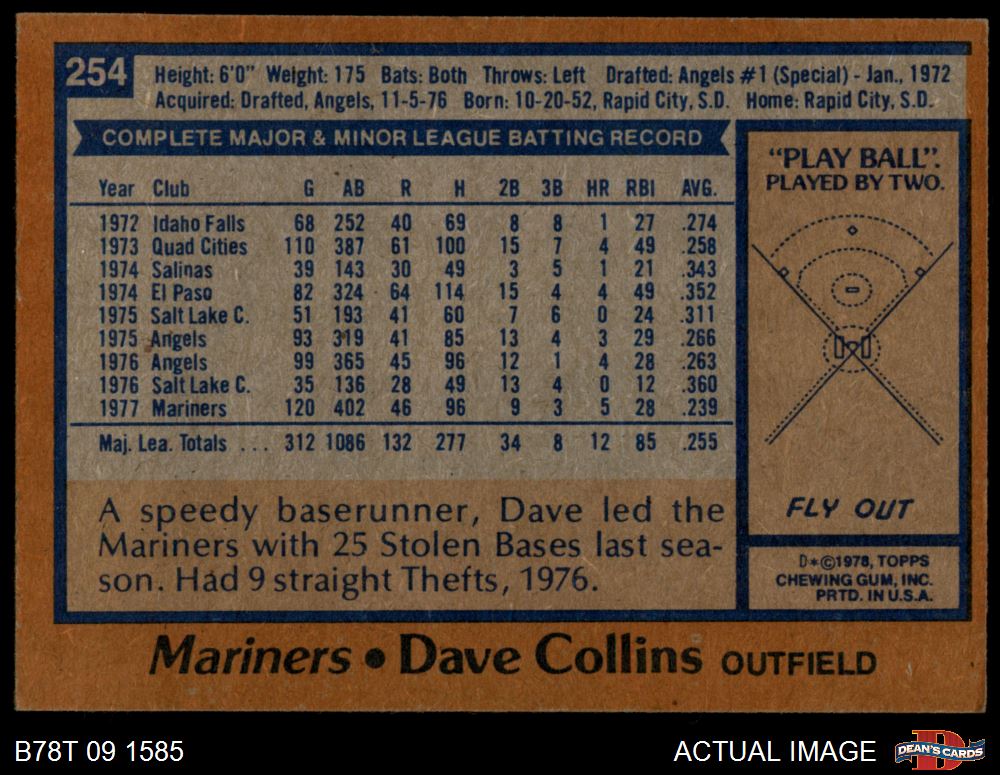 254
Height: 6'0" Weight: 175 Bats: Both Throws: Left Drafted: Angels #1 (Special) - Jan., 1972
Acquired: Drafted, Angels, 11-5-76 Born: 10-20-52, Rapid City, S.D. Home: Rapid City, S.D.
COMPLETE MAJOR & MINOR LEAGUE BATTING RECORD
Year Club G AB R H 2B 3B HR RBI AVG.
1972 Idaho Falls 68 252 40 69 8 8 1 27 .274
1973 Quad Cities 110 387 61 100 15 7 4 49 .258
1974 Salinas 39 143 30 49 3 5 1 21 .343
1974 El Paso 82 324 64 114 15 4 4 49 .352
1975 Salt Lake C. 51 193 41 60 7 6 0 24 .311
1975 Angels 93 319 41 85 13 4 3 29 .266
1976 Angels 99 365 45 96 12 1 4 28 .263
1976 Salt Lake C. 35 136 28 49 13 4 0 12 .360
1977 Mariners 120 402 46 96 9 3 5 28 .239
Maj. Lea. Totals ... 312 1086 132 277 34 8 12 85 .255
A speedy baserunner, Dave led the
Mariners with 25 Stolen Bases last sea-
son. Had 9 straight Thefts, 1976.
"PLAY BALL".
PLAYED BY TWO.
FLY OUT
D*©1978, TOPPS
CHEWING GUM, INC.
PRTD. IN U.S.A.
Mariners • Dave Collins OUTFIELD
B78T 09 1585
ACTUAL IMAGE
DEAN'S CARDS